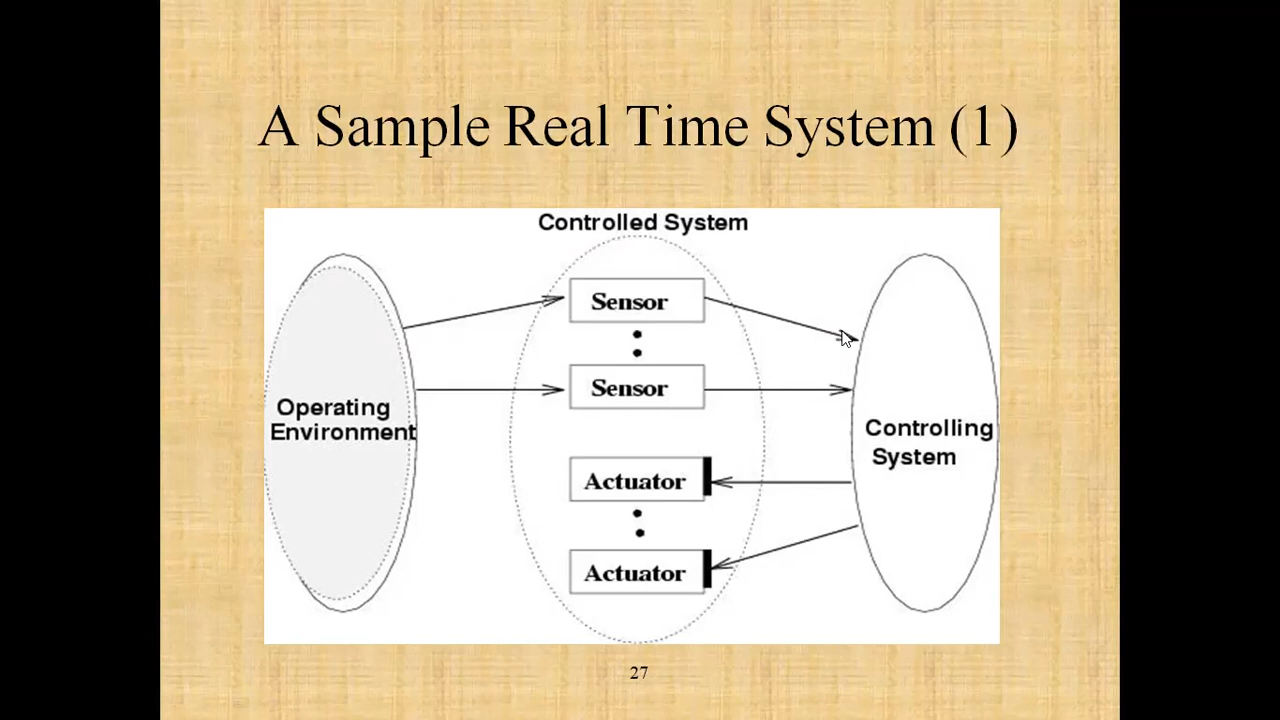 A Sample Real Time System (1)
Controlled System
Sensor
Sensor
Operating
Environment
Controlling
System
Actuator
Actuator
27